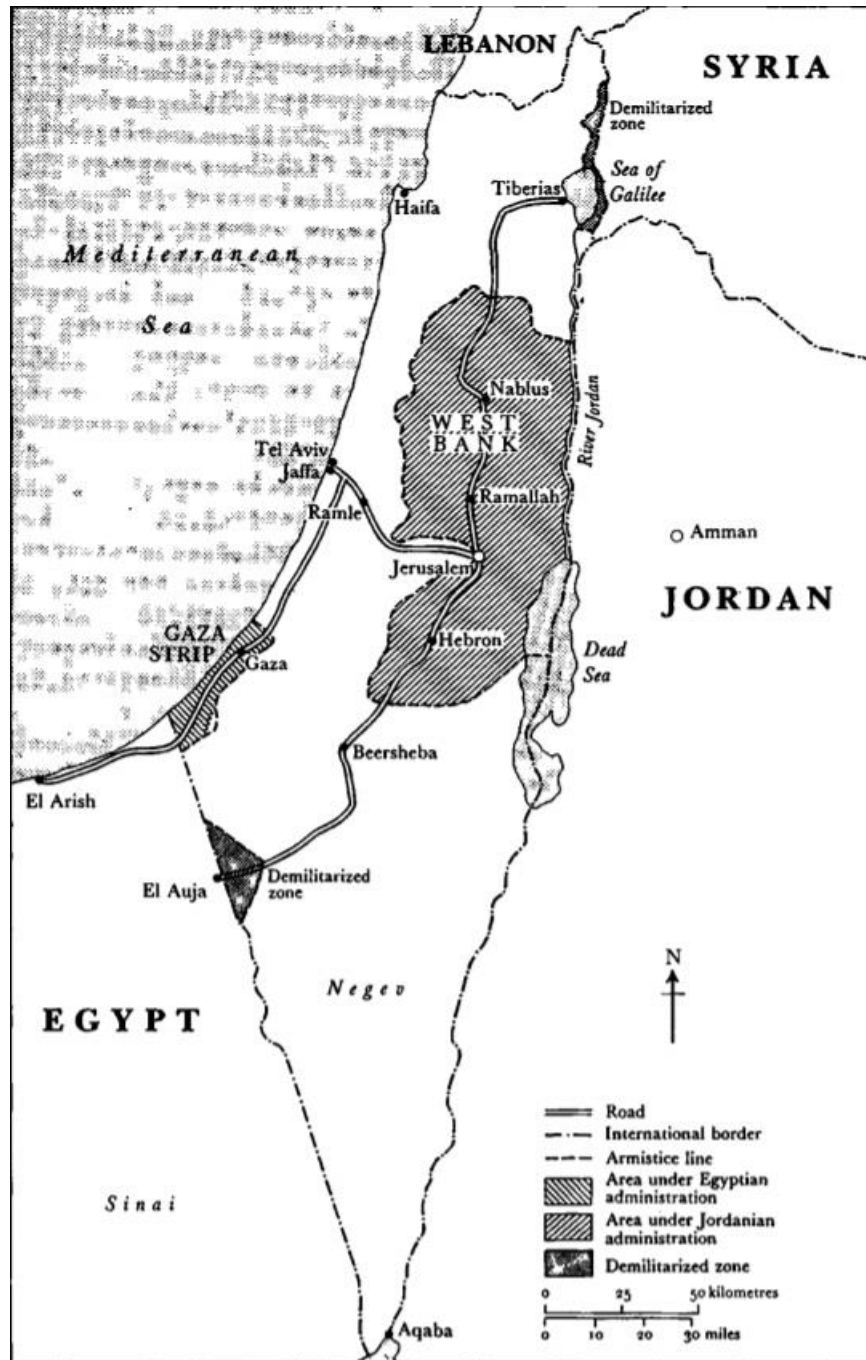 LEBANON
SYRIA
Demilitarized
zone
Sea of
Galilee
Tiberias
Haifa
Mediterranean
Sea
Nablus
WEST
BANK
River Jordan
Tel Aviv
Jaffa
Ramallah
Ramle
Amman
Jerusalem
JORDAN
GAZA
STRIP
Gaza
Hebron
Dead
Sea
Beersheba
El Arish
El Auja
Demilitarized
zone
Negev
N
EGYPT
Sinai
Road
International border
Armistice line
Area under Egyptian
administration
Area under Jordanian
administration
Demilitarized zone
0 25 50 kilometres
0 10 20 30 miles
Aqaba